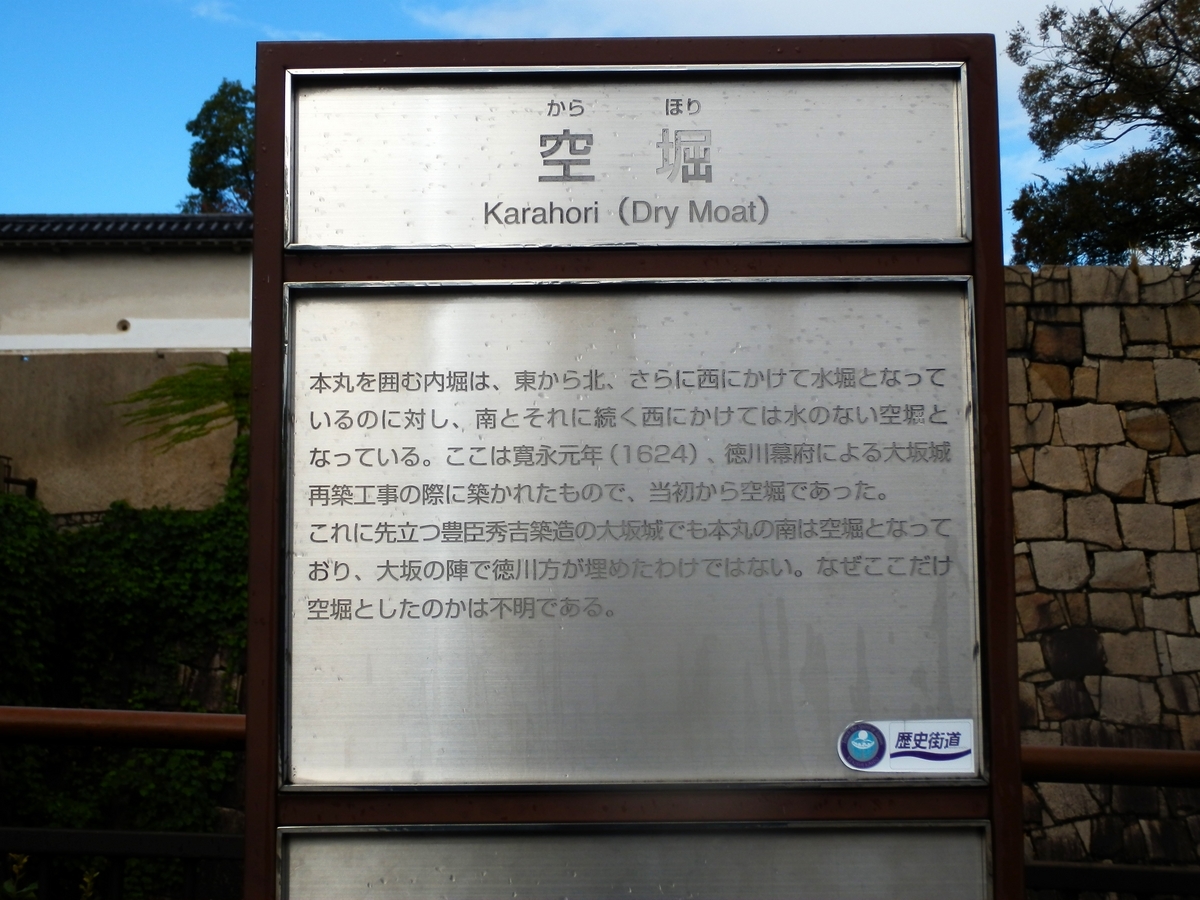 から ほり
空 堀
Karahori（Dry Moat）
本丸を囲む内堀は、東から北、さらに西にかけて水堀となって
いるのに対し、南とそれに続く西にかけては水のない空堀と
なっている。ここは寛永元年（1624）、徳川幕府による大坂城
再築工事の際に築かれたもので、当初から空堀であった。
これに先立つ豊臣秀吉築造の大坂城でも本丸の南は空堀となって
おり、大坂の陣で徳川方が埋めたわけではない。なぜここだけ
空堀としたのかは不明である。
歴史街道